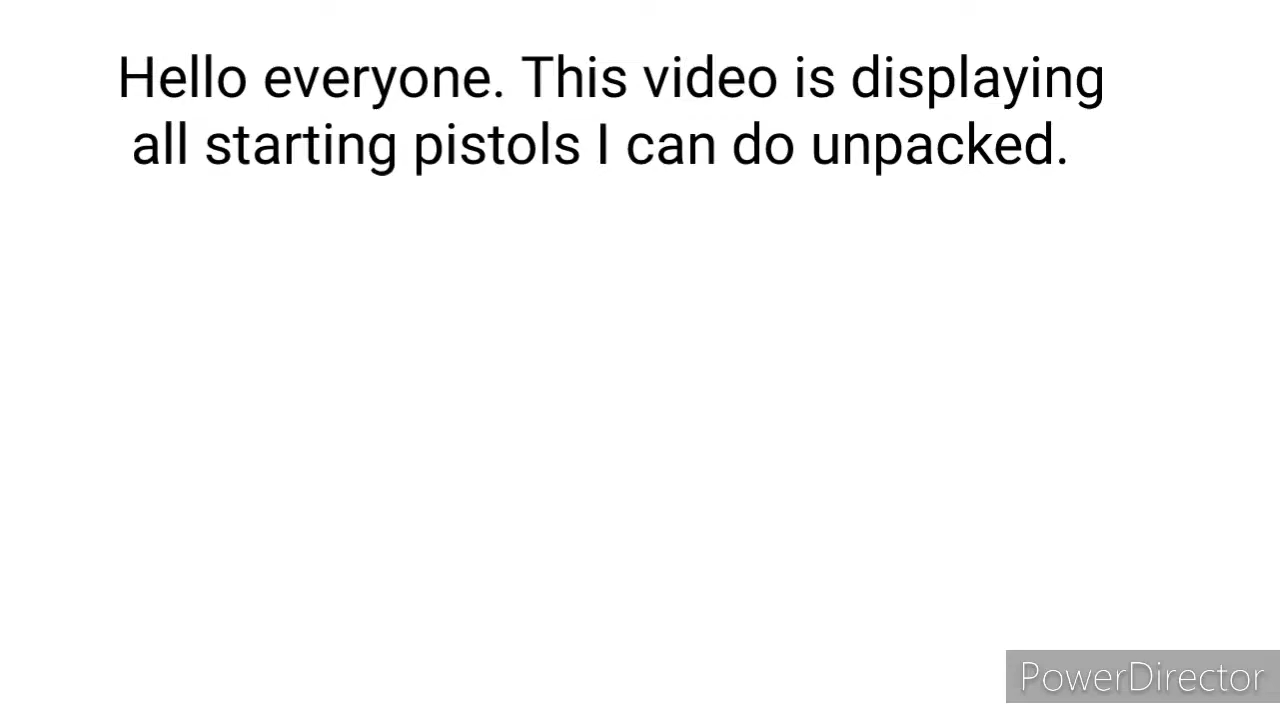 Hello everyone. This video is displaying
all starting pistols I can do unpacked.
PowerDirector